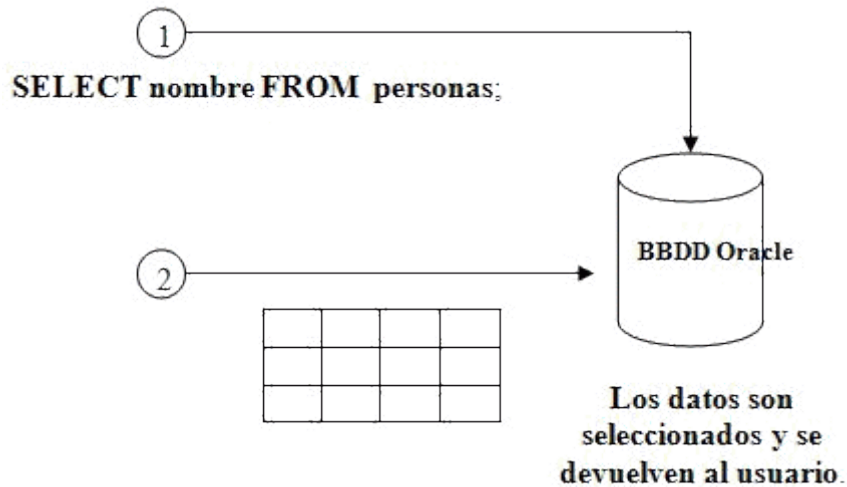 1
SELECT nombre FROM personas;
BBDD Oracle
2
Los datos son
seleccionados y se
devuelven al usuario.